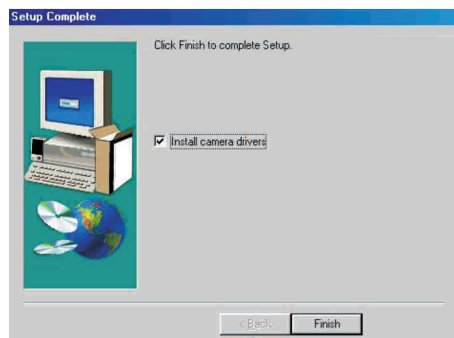 Setup Complete
Click Finish to complete Setup.
Install camera drivers
< Back
Finish